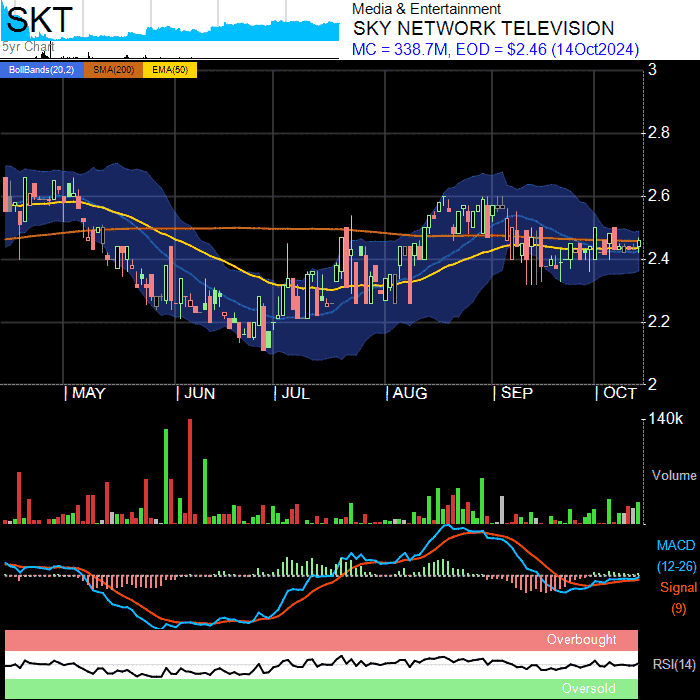 SKT
5yr Chart
Media & Entertainment
SKY NETWORK TELEVISION
MC = 338.7M, EOD = $2.46 (14Oct2024)
BollBands(20,2) SMA(200) EMA(50)
3
2.8
2.6
2.4
2.2
2
| MAY | JUN | JUL | AUG | SEP | OCT
140k
Volume
MACD
(12-26)
Signal
(9)
Overbought
RSI(14)
Oversold